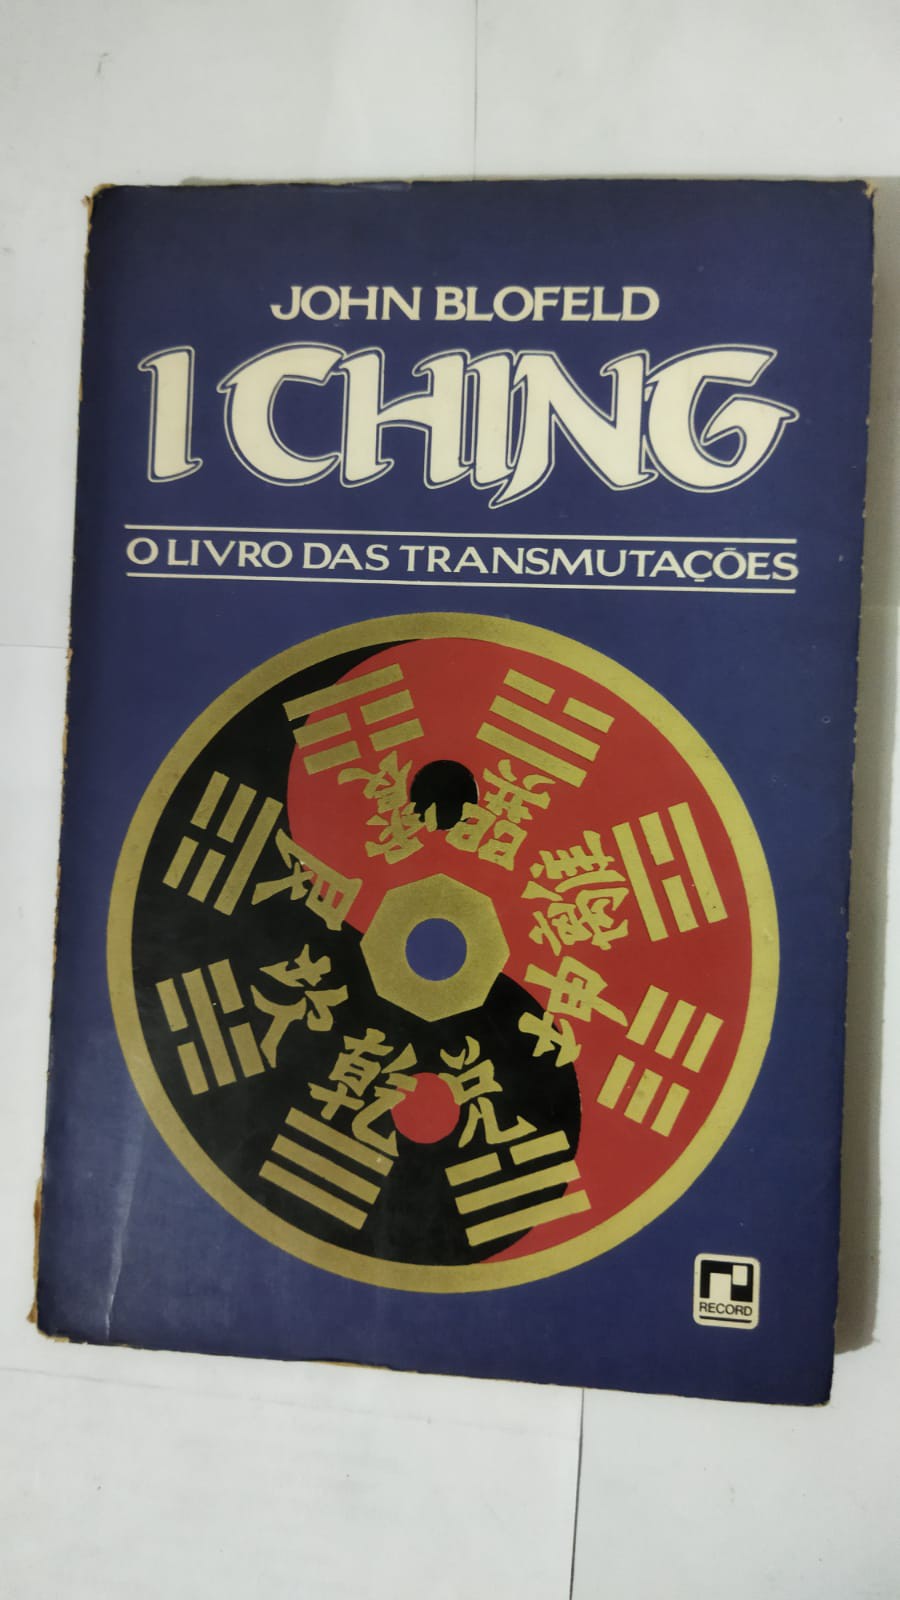 JOHN BLOFELD
I CHING
O LIVRO DAS TRANSMUTAÇÕES
艮
坎
乾
RECORD